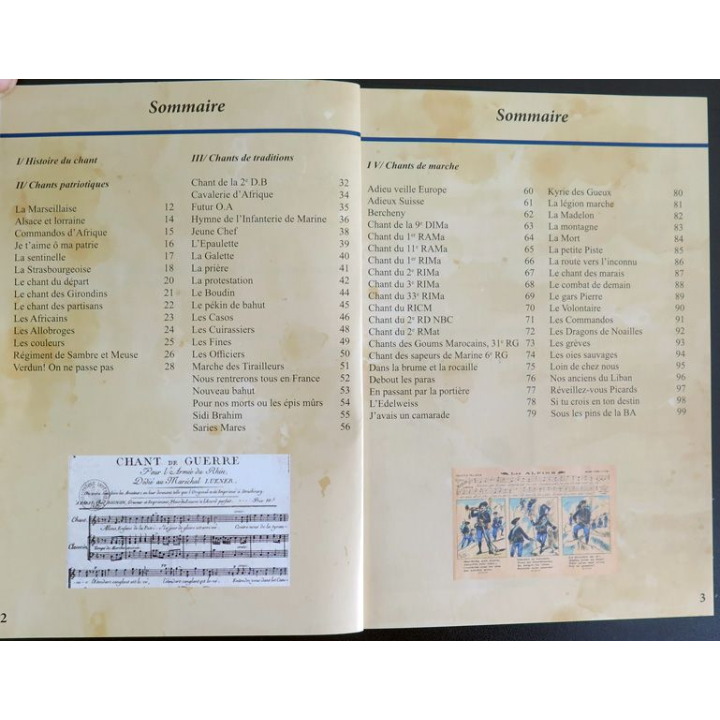 Sommaire
I/ Histoire du chant
II/ Chants patriotiques
La Marseillaise 12
Alsace et lorraine 14
Commandos d'Afrique 15
Je t'aime ô ma patrie 16
La sentinelle 17
La Strasbourgeoise 18
Le chant du départ 20
Le chant des Girondins 21
Le chant des partisans 22
Les Africains 23
Les Allobroges 24
Les couleurs 25
Régiment de Sambre et Meuse 26
Verdun! On ne passe pas 28
III/ Chants de traditions
Chant de la 2e D.B 32
Cavalerie d'Afrique 34
Futur O.A 35
Hymne de l'Infanterie de Marine 36
Jeune Chef 38
L'Epaulette 39
La Galette 40
La prière 41
La protestation 42
Le Boudin 44
Le pékin de bahut 45
Les Casos 46
Les Cuirassiers 48
Les Fines 49
Les Officiers 50
Marche des Tirailleurs 51
Nous rentrerons tous en France 52
Nouveau bahut 53
Pour nos morts ou les épis mûrs 54
Sidi Brahim 55
Saries Mares 56
CHANT DE GUERRE
Pour l'Armée du Rhin,
Dédié au Maréchal LUKNER.
2
Sommaire
I V/ Chants de marche
Adieu veille Europe 60
Adieux Suisse 61
Bercheny 62
Chant de la 9e DIMa 63
Chant du 1er RAMa 64
Chant du 11e RAMa 65
Chant du 1er RIMa 66
Chant du 2e RIMa 67
Chant du 3e RIMa 68
Chant du 33e RIMa 69
Chant du RICM 70
Chant du 2e RD NBC 71
Chant du 2e RMat 72
Chants des Goums Marocains, 31e RG 73
Chant des sapeurs de Marine 6e RG 74
Dans la brume et la rocaille 75
Debout les paras 76
En passant par la portière 77
L'Edelweiss 78
J'avais un camarade 79
Kyrie des Gueux 80
La légion marche 81
La Madelon 82
La montagne 83
La Mort 84
La petite Piste 85
La route vers l'inconnu 86
Le chant des marais 87
Le combat de demain 88
Le gars Pierre 89
Le Volontaire 90
Les Commandos 91
Les Dragons de Noailles 92
Les grèves 93
Les oies sauvages 94
Loin de chez nous 95
Nos anciens du Liban 96
Réveillez-vous Picards 97
Si tu crois en ton destin 98
Sous les pins de la BA 99
3